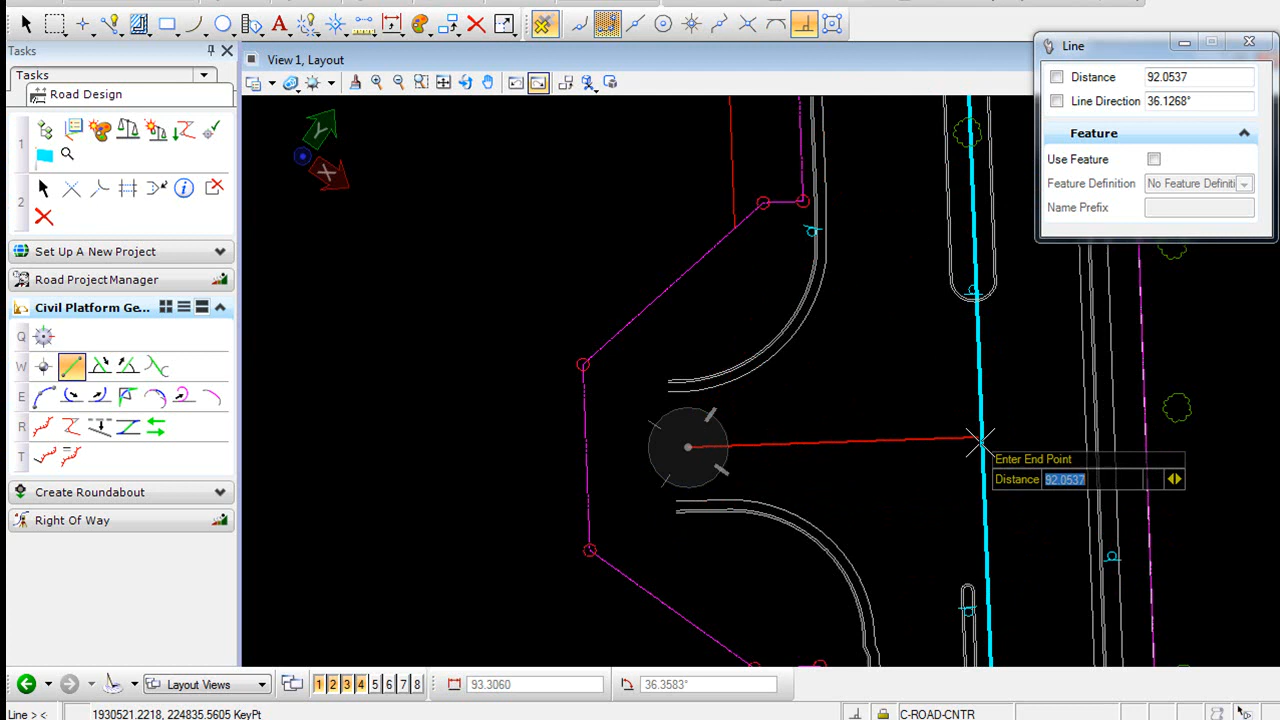 Tasks
View 1, Layout
Line
Tasks
Road Design
Distance
92.0537
Line Direction
36.1268°
Feature
Use Feature
Feature Definition
No Feature Definiti
Name Prefix
1
2
Y
X
Set Up A New Project
Road Project Manager
Civil Platform Ge...
Q
W
E
R
T
Create Roundabout
Right Of Way
Enter End Point
Distance 92.0537
Layout Views
1 2 3 4 5 6 7 8
93.3060
36.3583°
Line > <
1930521.2218, 224835.5605 KeyPt
C-ROAD-CNTR